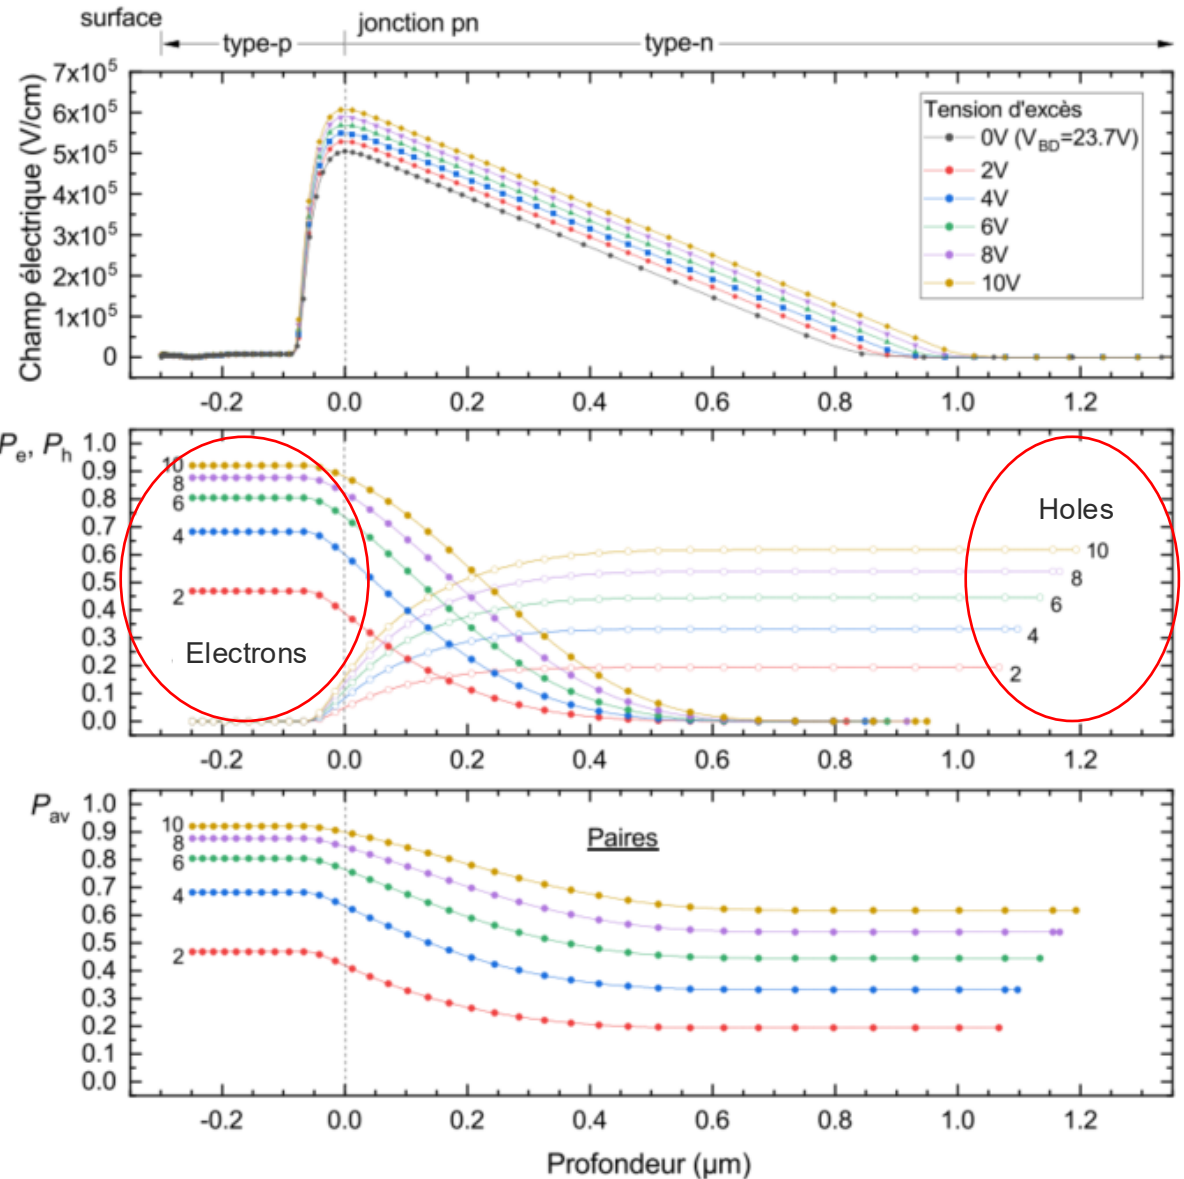 surface
jonction pn
type-p
type-n
Champ électrique (V/cm)
7x10⁵
6x10⁵
5x10⁵
4x10⁵
3x10⁵
2x10⁵
1x10⁵
0
Tension d'excès
0V (V_BD=23.7V)
2V
4V
6V
8V
10V
-0.2 0.0 0.2 0.4 0.6 0.8 1.0 1.2
Pe, Ph
1.0
0.9
0.8
0.7
0.6
0.5
0.4
0.3
0.2
0.1
0.0
10
8
6
4
2
Electrons
Holes
10
8
6
4
2
-0.2 0.0 0.2 0.4 0.6 0.8 1.0 1.2
Pav
1.0
0.9
0.8
0.7
0.6
0.5
0.4
0.3
0.2
0.1
0.0
10
8
6
4
2
Paires
-0.2 0.0 0.2 0.4 0.6 0.8 1.0 1.2
Profondeur (µm)